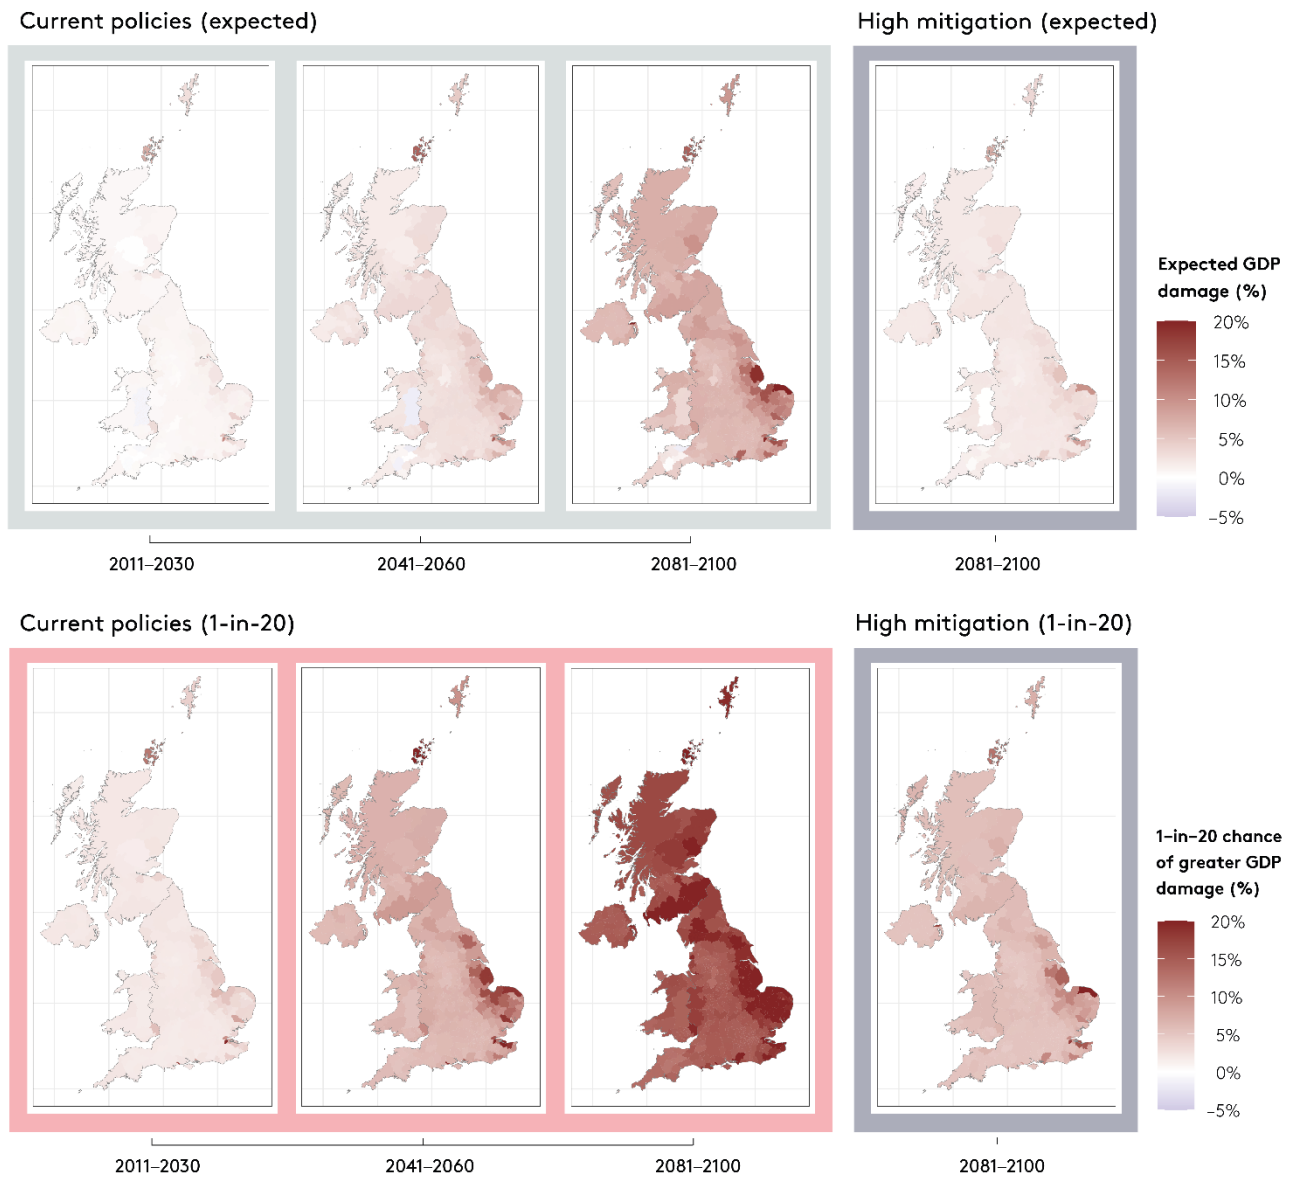 Current policies (expected)
High mitigation (expected)
Expected GDP
damage (%)
20%
15%
10%
5%
0%
–5%
2011–2030
2041–2060
2081–2100
2081–2100
Current policies (1-in-20)
High mitigation (1-in-20)
1–in–20 chance
of greater GDP
damage (%)
20%
15%
10%
5%
0%
–5%
2011–2030
2041–2060
2081–2100
2081–2100